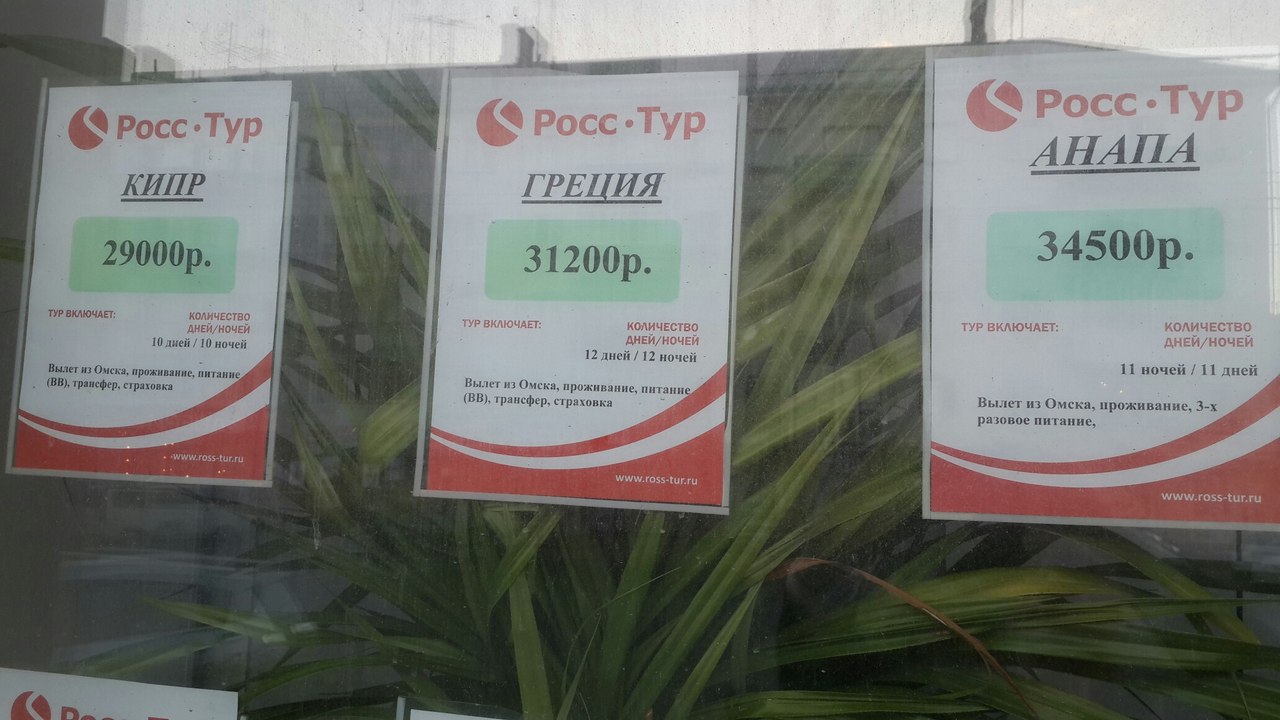 Росс·Тур
КИПР
29000р.
ТУР ВКЛЮЧАЕТ:
КОЛИЧЕСТВО
ДНЕЙ/НОЧЕЙ
10 дней / 10 ночей
Вылет из Омска, проживание, питание
(ВВ), трансфер, страховка
www.ross-tur.ru
Росс·Тур
ГРЕЦИЯ
31200р.
ТУР ВКЛЮЧАЕТ:
КОЛИЧЕСТВО
ДНЕЙ/НОЧЕЙ
12 дней / 12 ночей
Вылет из Омска, проживание, питание
(ВВ), трансфер, страховка
www.ross-tur.ru
Росс·Тур
АНАПА
34500р.
ТУР ВКЛЮЧАЕТ:
КОЛИЧЕСТВО
ДНЕЙ/НОЧЕЙ
11 ночей / 11 дней
Вылет из Омска, проживание, 3-х
разовое питание,
www.ross-tur.ru
Росс·Тур